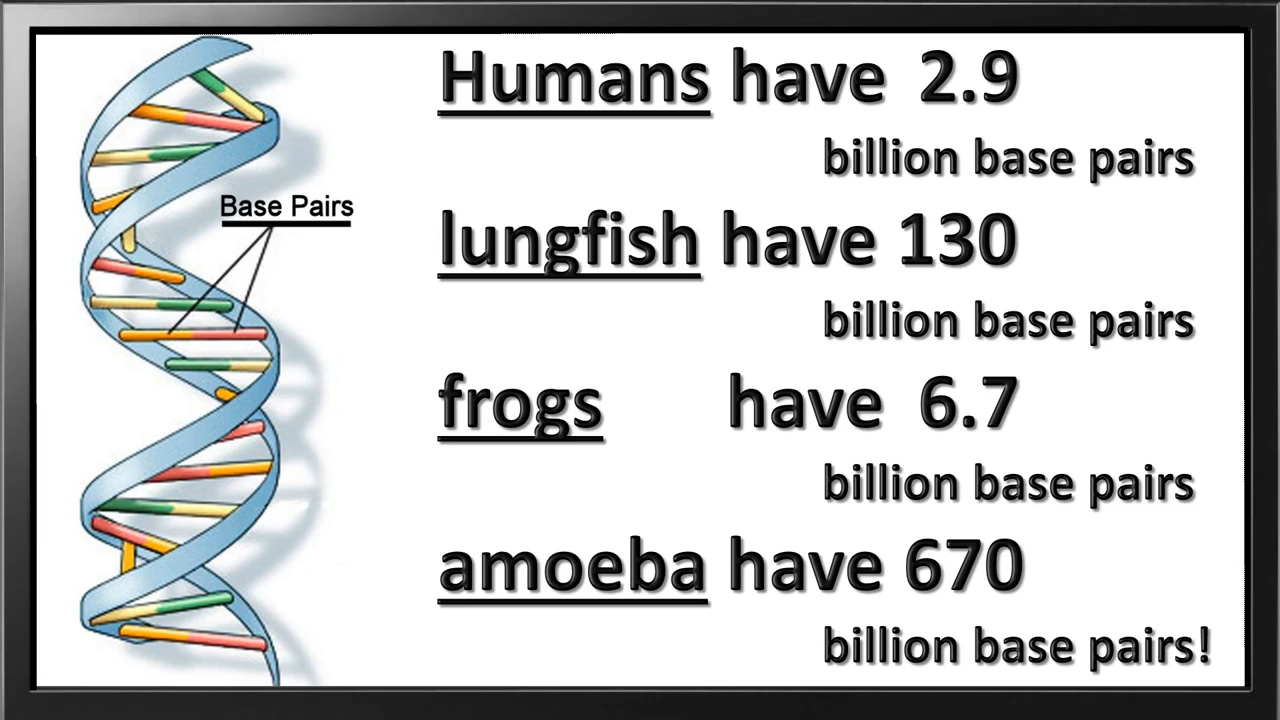 Base Pairs
Humans have 2.9
billion base pairs
lungfish have 130
billion base pairs
frogs have 6.7
billion base pairs
amoeba have 670
billion base pairs!